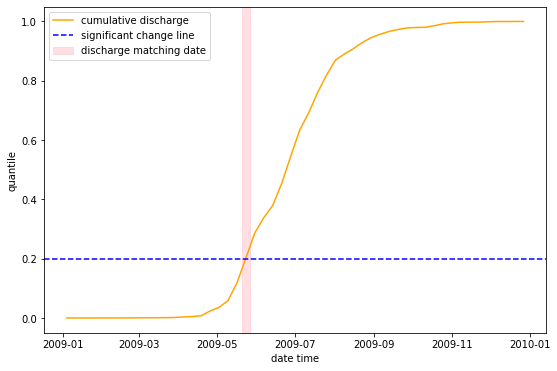 cumulative discharge
significant change line
discharge matching date
quantile
1.0
0.8
0.6
0.4
0.2
0.0
2009-01
2009-03
2009-05
2009-07
2009-09
2009-11
2010-01
date time